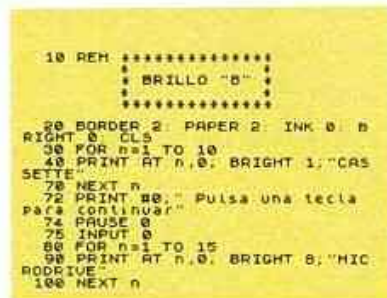 10 REM **************
* BRILLO "8" *
**************
20 BORDER 2: PAPER 2: INK 0: B
RIGHT 0: CLS
30 FOR n=1 TO 10
40 PRINT AT n,0; BRIGHT 1;"CAS
SETTE"
70 NEXT n
72 PRINT #0;" Pulsa una tecla
para continuar"
74 PAUSE 0
75 INPUT 0
80 FOR n=1 TO 15
90 PRINT AT n,0; BRIGHT 8;"MIC
RODRIVE"
100 NEXT n